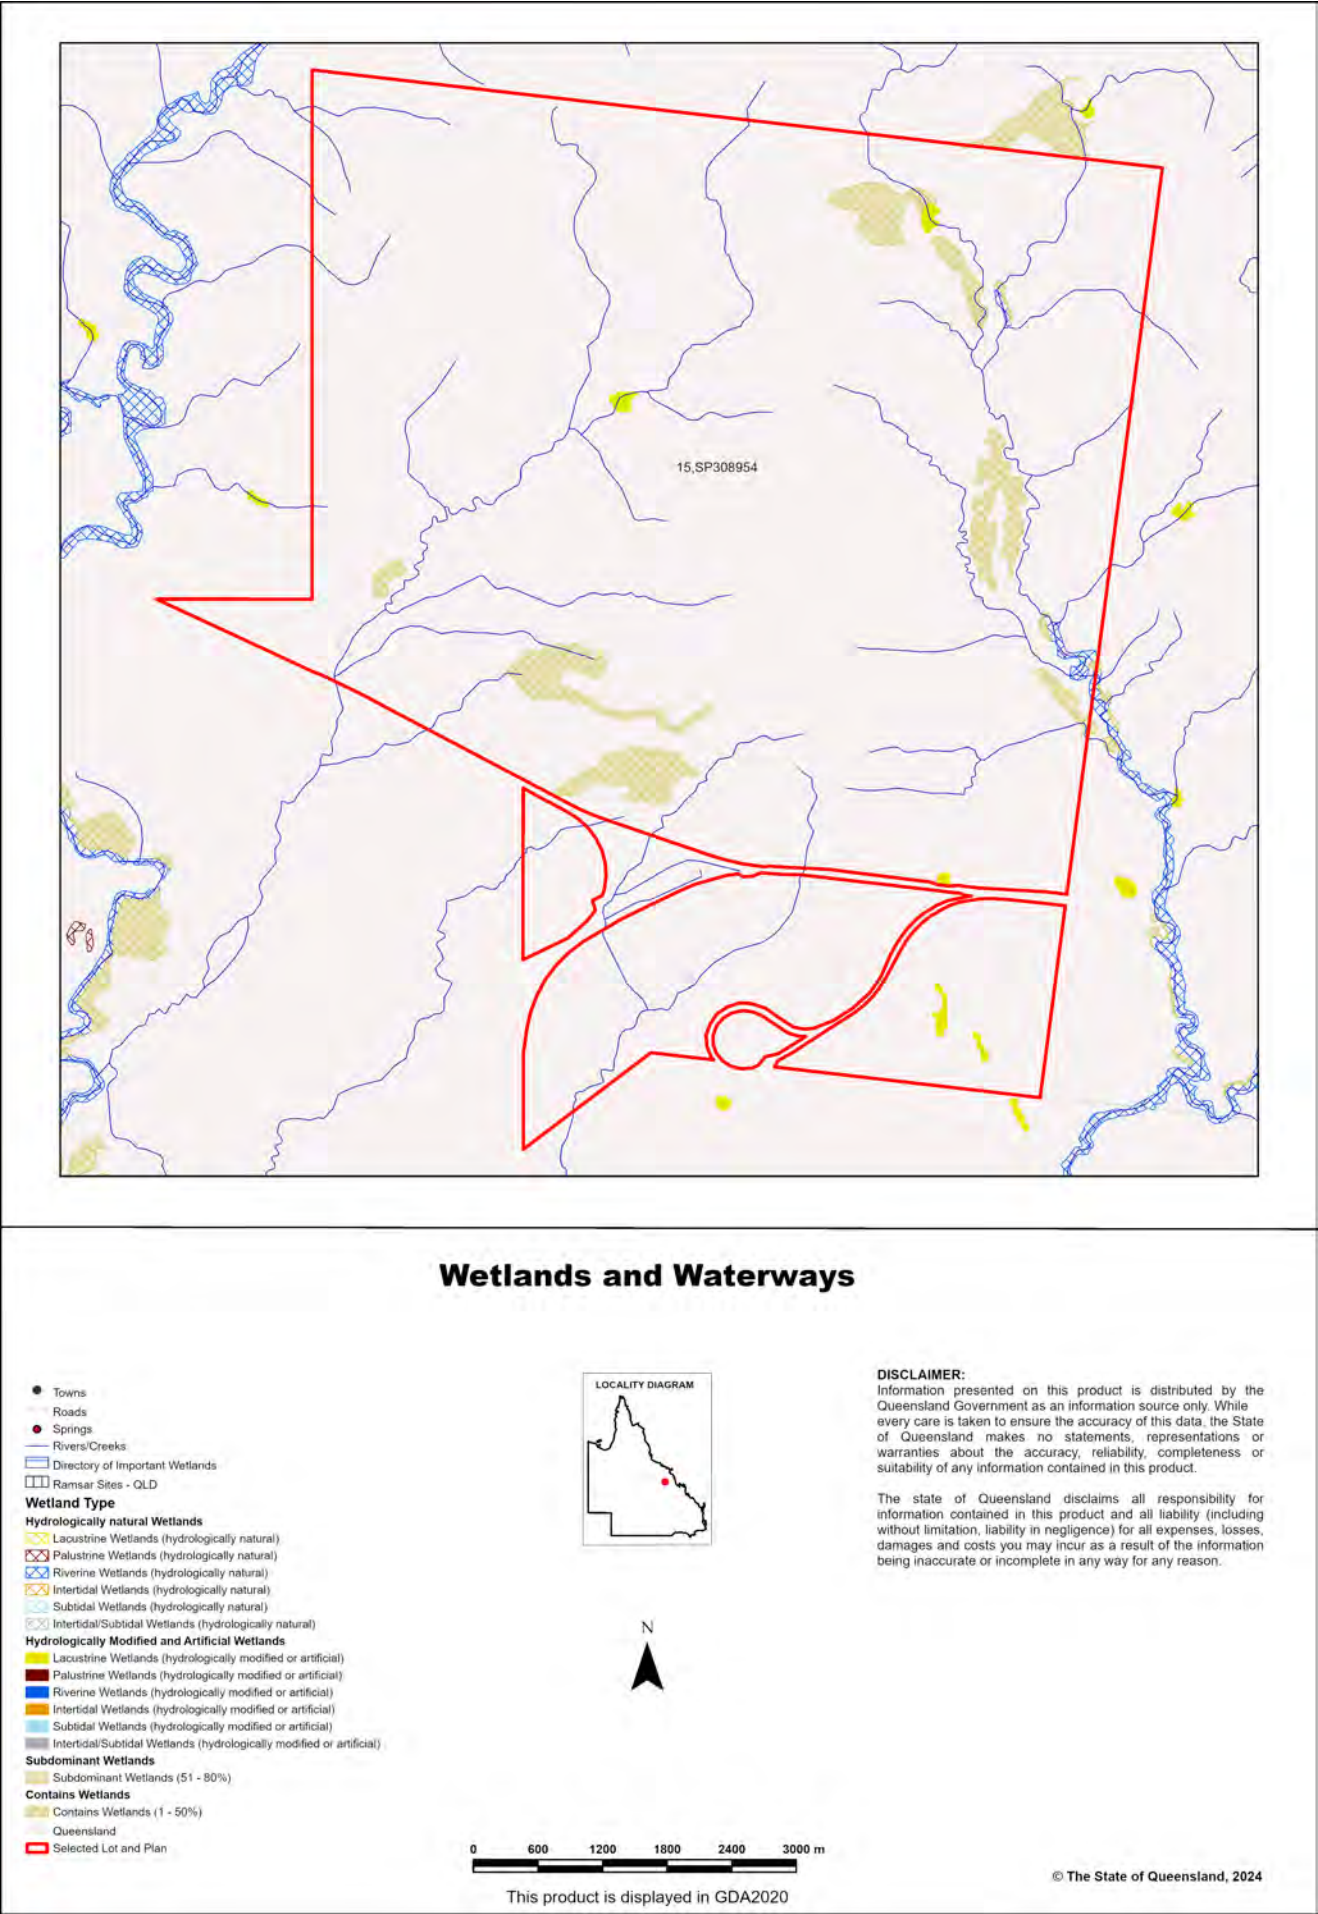 15,SP308954
Wetlands and Waterways
Towns
Roads
Springs
Rivers/Creeks
Directory of Important Wetlands
Ramsar Sites - QLD
Wetland Type
Hydrologically natural Wetlands
Lacustrine Wetlands (hydrologically natural)
Palustrine Wetlands (hydrologically natural)
Riverine Wetlands (hydrologically natural)
Intertidal Wetlands (hydrologically natural)
Subtidal Wetlands (hydrologically natural)
Intertidal/Subtidal Wetlands (hydrologically natural)
Hydrologically Modified and Artificial Wetlands
Lacustrine Wetlands (hydrologically modified or artificial)
Palustrine Wetlands (hydrologically modified or artificial)
Riverine Wetlands (hydrologically modified or artificial)
Intertidal Wetlands (hydrologically modified or artificial)
Subtidal Wetlands (hydrologically modified or artificial)
Intertidal/Subtidal Wetlands (hydrologically modified or artificial)
Subdominant Wetlands
Subdominant Wetlands (51 - 80%)
Contains Wetlands
Contains Wetlands (1 - 50%)
Queensland
Selected Lot and Plan
LOCALITY DIAGRAM
N
0 600 1200 1800 2400 3000 m
This product is displayed in GDA2020
DISCLAIMER:
Information presented on this product is distributed by the
Queensland Government as an information source only. While
every care is taken to ensure the accuracy of this data, the State
of Queensland makes no statements, representations or
warranties about the accuracy, reliability, completeness or
suitability of any information contained in this product.
The state of Queensland disclaims all responsibility for
information contained in this product and all liability (including
without limitation, liability in negligence) for all expenses, losses,
damages and costs you may incur as a result of the information
being inaccurate or incomplete in any way for any reason.
© The State of Queensland, 2024